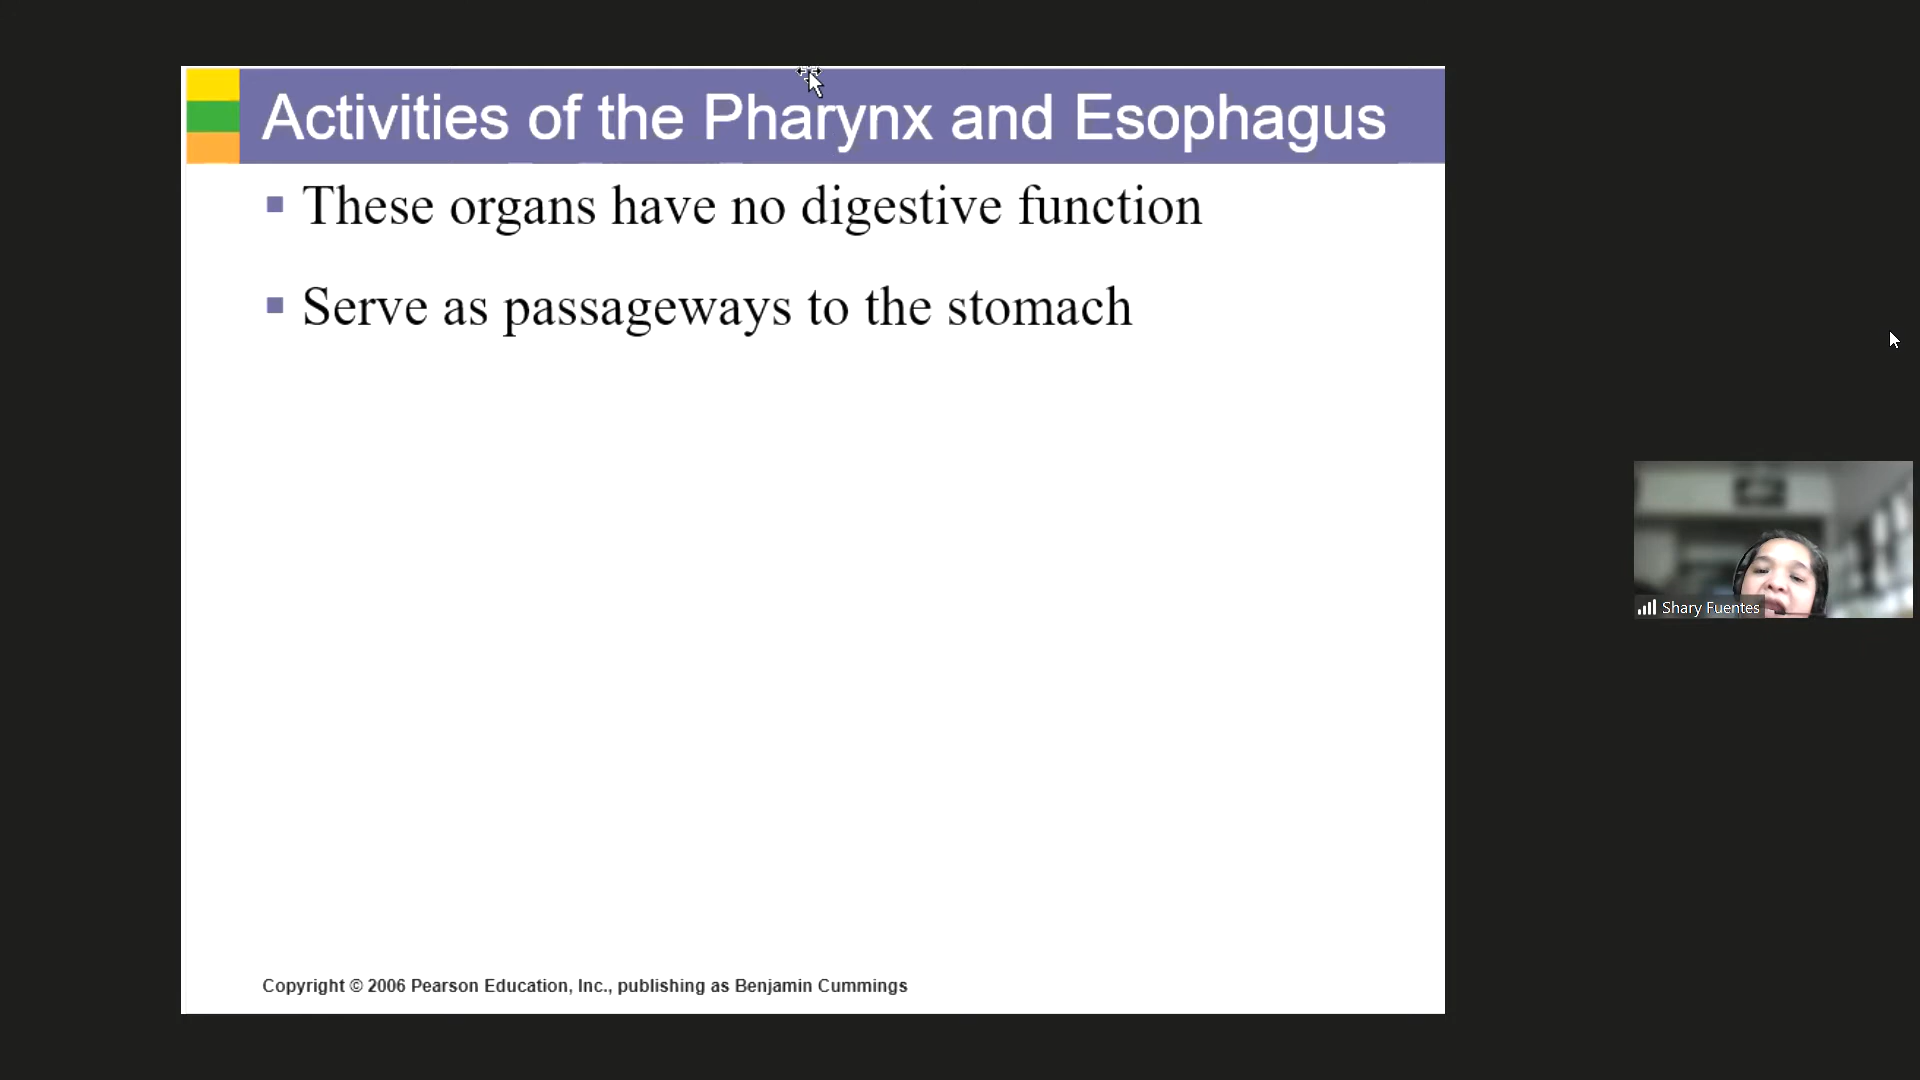 Activities of the Pharynx and Esophagus
These organs have no digestive function
Serve as passageways to the stomach
Copyright © 2006 Pearson Education, Inc., publishing as Benjamin Cummings
Shary Fuentes